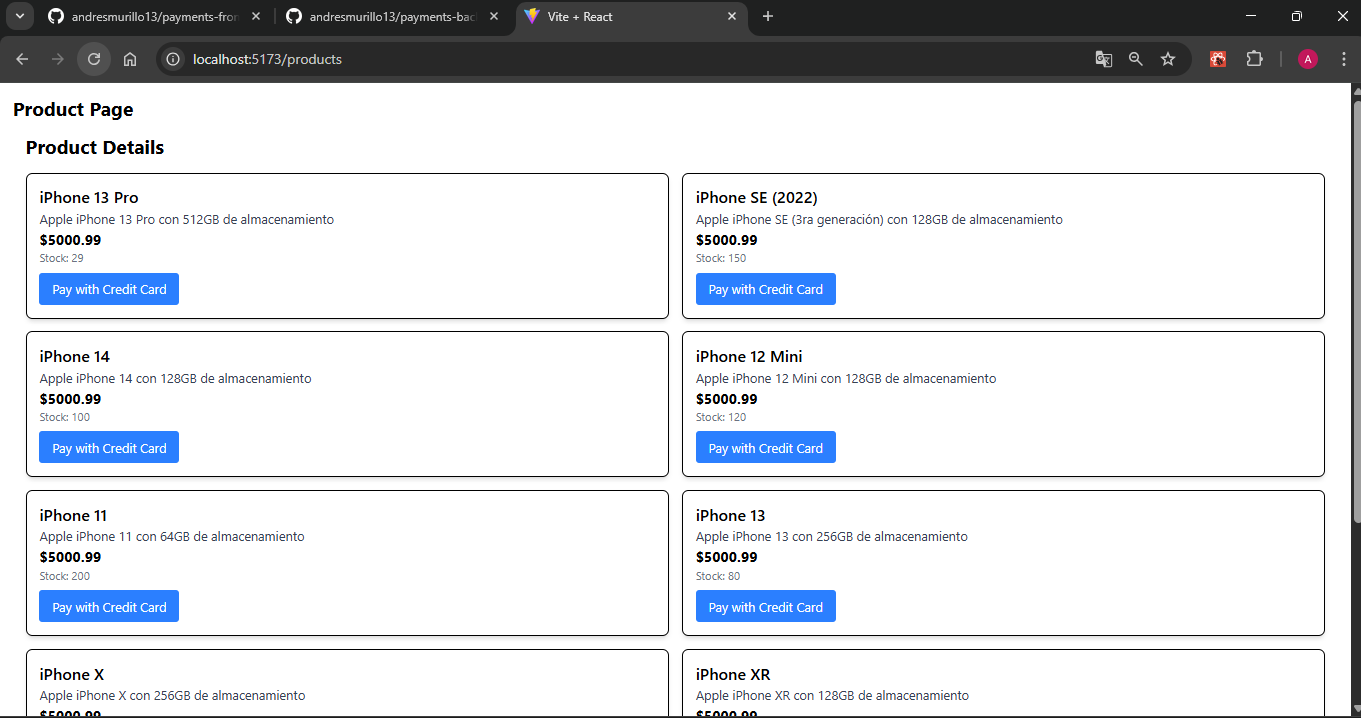 andresmurillo13/payments-fron
andresmurillo13/payments-bac
Vite + React
localhost:5173/products
A
Product Page
Product Details
iPhone 13 Pro
Apple iPhone 13 Pro con 512GB de almacenamiento
$5000.99
Stock: 29
Pay with Credit Card
iPhone SE (2022)
Apple iPhone SE (3ra generación) con 128GB de almacenamiento
$5000.99
Stock: 150
Pay with Credit Card
iPhone 14
Apple iPhone 14 con 128GB de almacenamiento
$5000.99
Stock: 100
Pay with Credit Card
iPhone 12 Mini
Apple iPhone 12 Mini con 128GB de almacenamiento
$5000.99
Stock: 120
Pay with Credit Card
iPhone 11
Apple iPhone 11 con 64GB de almacenamiento
$5000.99
Stock: 200
Pay with Credit Card
iPhone 13
Apple iPhone 13 con 256GB de almacenamiento
$5000.99
Stock: 80
Pay with Credit Card
iPhone X
Apple iPhone X con 256GB de almacenamiento
$5000.99
iPhone XR
Apple iPhone XR con 128GB de almacenamiento
$5000.99